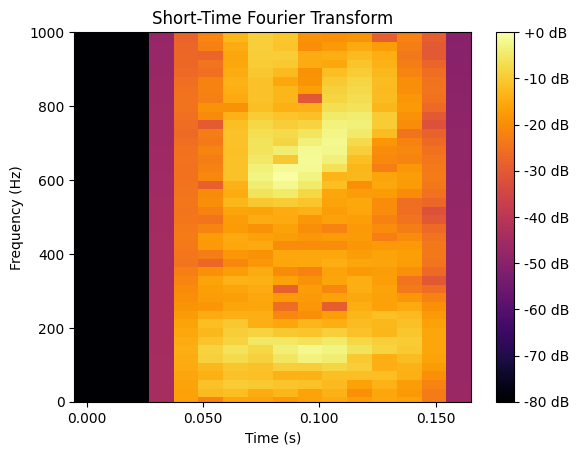 Short-Time Fourier Transform
1000
800
600
400
200
0
Frequency (Hz)
0.000
0.050
0.100
0.150
Time (s)
+0 dB
-10 dB
-20 dB
-30 dB
-40 dB
-50 dB
-60 dB
-70 dB
-80 dB